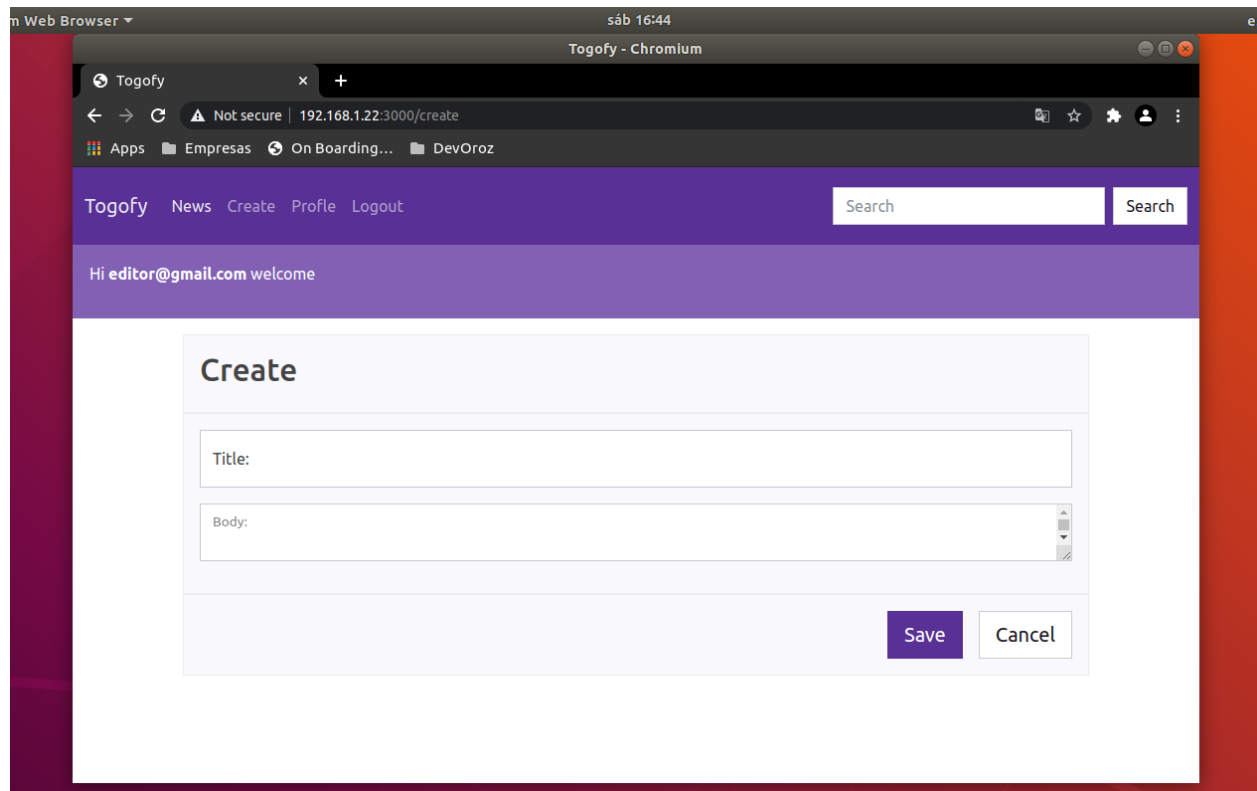 m Web Browser sáb 16:44 e
Togofy - Chromium
Togofy
Not secure 192.168.1.22:3000/create
Apps Empresas On Boarding... DevOroz
Togofy News Create Profle Logout Search Search
Hi editor@gmail.com welcome
Create
Title:
Body:
Save Cancel